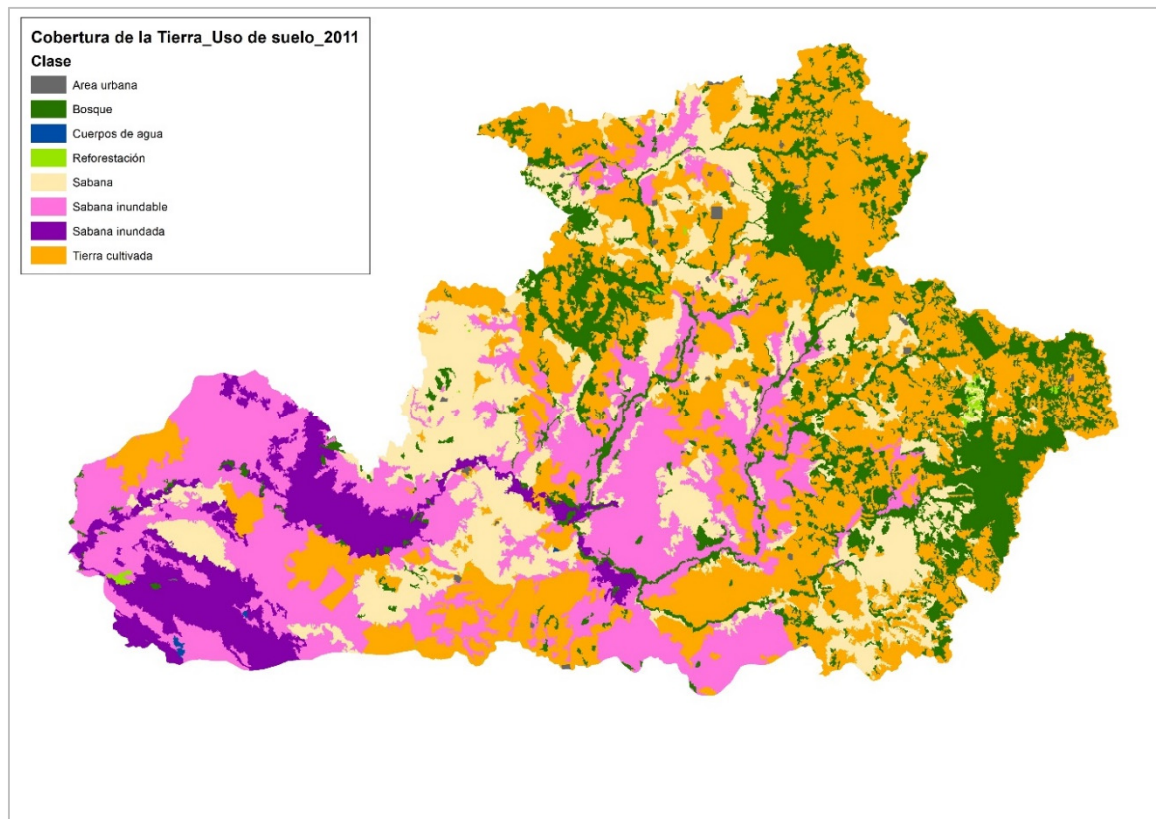 Cobertura de la Tierra_Uso de suelo_2011
Clase
Area urbana
Bosque
Cuerpos de agua
Reforestación
Sabana
Sabana inundable
Sabana inundada
Tierra cultivada